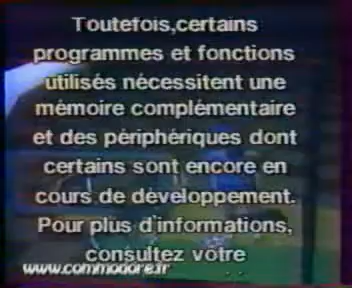 Toutefois,certains
programmes et fonctions
utilisés nécessitent une
mémoire complémentaire
et des périphériques dont
certains sont encore en
cours de développement.
Pour plus d'informations,
consultez votre
www.commodore.fr